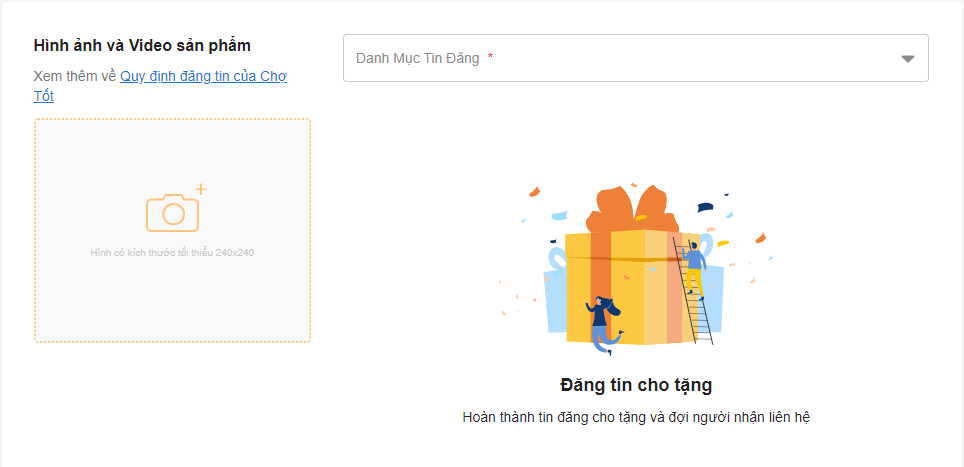 Hình ảnh và Video sản phẩm
Xem thêm về Quy định đăng tin của Chợ
Tốt
Hình có kích thước tối thiểu 240x240
Danh Mục Tin Đăng *
Đăng tin cho tặng
Hoàn thành tin đăng cho tặng và đợi người nhận liên hệ